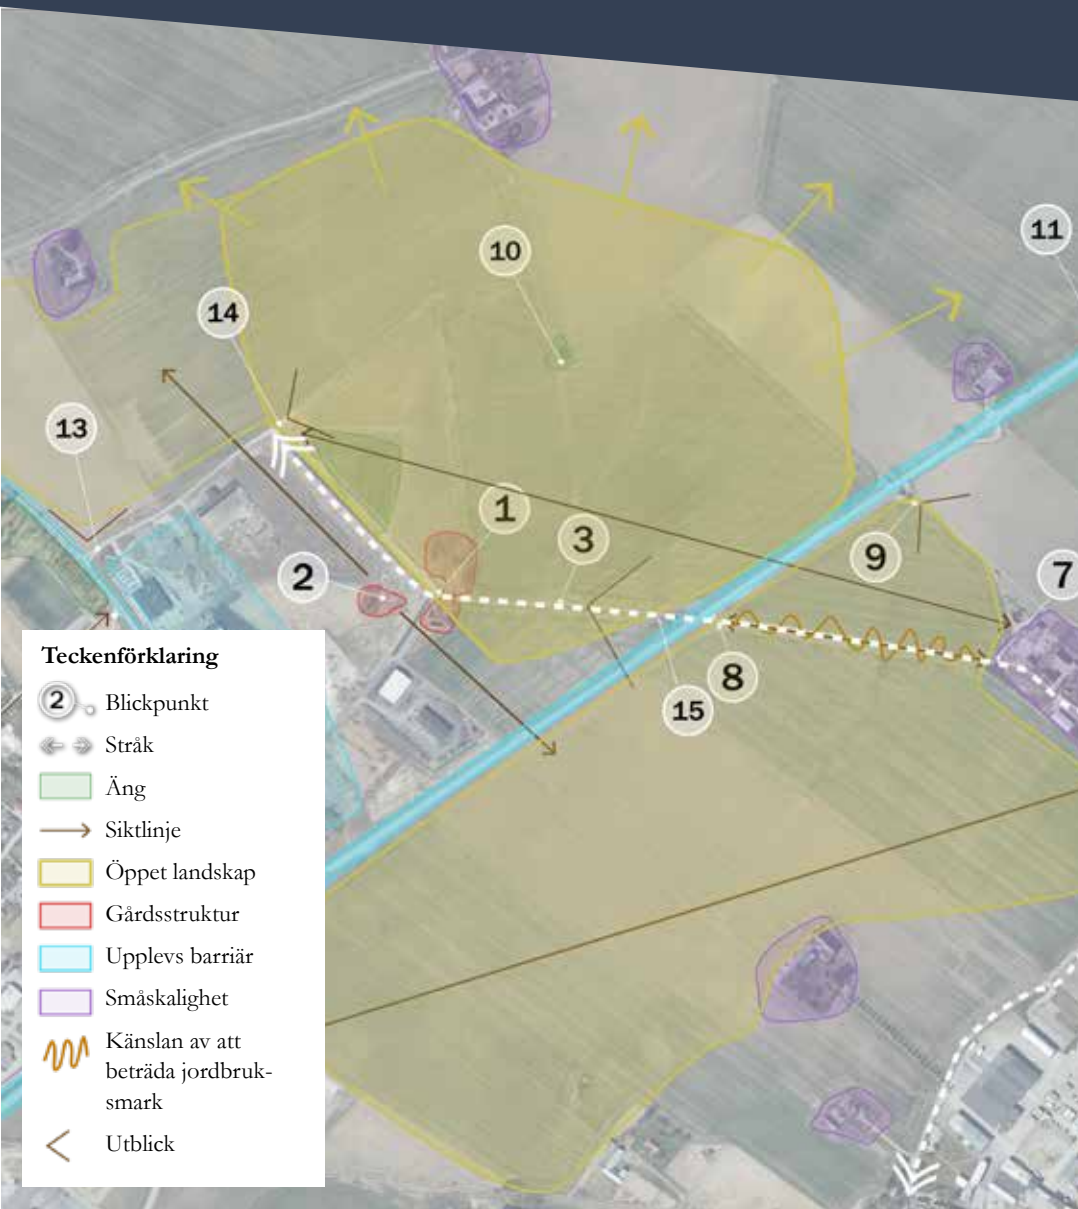 11
10
14
13
1
3
9
2
7
8
15
Teckenförklaring
2
Blickpunkt
Stråk
Äng
Siktlinje
Öppet landskap
Gårdsstruktur
Upplevs barriär
Småskalighet
Känslan av att
beträda jordbruk-
smark
Utblick